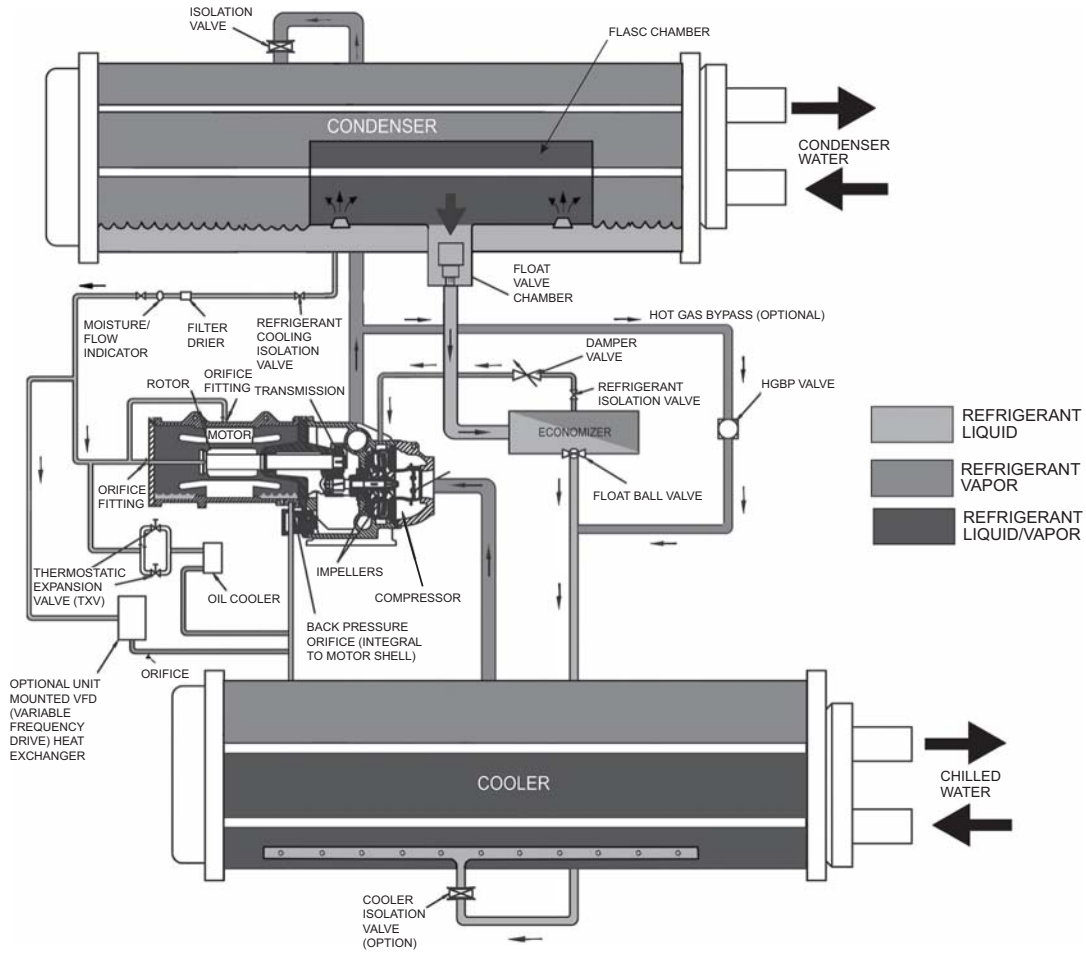 ISOLATION
VALVE
FLASC CHAMBER
CONDENSER
CONDENSER
WATER
FLOAT
VALVE
CHAMBER
MOISTURE/
FLOW
INDICATOR
FILTER
DRIER
REFRIGERANT
COOLING
ISOLATION
VALVE
HOT GAS BYPASS (OPTIONAL)
DAMPER
VALVE
ORIFICE
FITTING
ROTOR
TRANSMISSION
REFRIGERANT
ISOLATION VALVE
HGBP VALVE
MOTOR
ECONOMIZER
REFRIGERANT
LIQUID
ORIFICE
FITTING
FLOAT BALL VALVE
REFRIGERANT
VAPOR
REFRIGERANT
LIQUID/VAPOR
THERMOSTATIC
EXPANSION
VALVE (TXV)
IMPELLERS
OIL COOLER
COMPRESSOR
BACK PRESSURE
ORIFICE (INTEGRAL
TO MOTOR SHELL)
ORIFICE
OPTIONAL UNIT
MOUNTED VFD
(VARIABLE
FREQUENCY
DRIVE) HEAT
EXCHANGER
COOLER
CHILLED
WATER
COOLER
ISOLATION
VALVE
(OPTION)